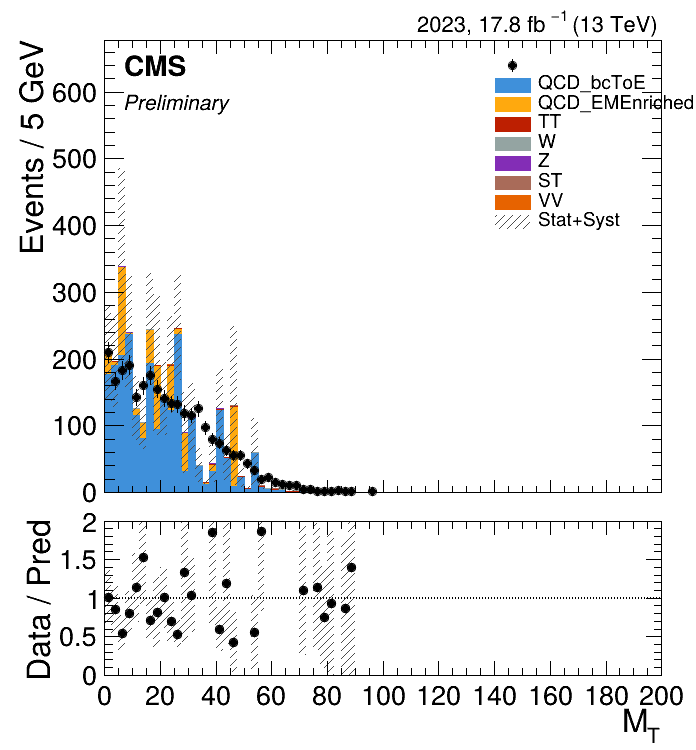 2023, 17.8 fb⁻¹ (13 TeV)
CMS
Preliminary
QCD_bcToE
QCD_EMEnriched
TT
W
Z
ST
VV
Stat+Syst
Events / 5 GeV
600
500
400
300
200
100
0
Data / Pred
2
1.5
1
0.5
0
0 20 40 60 80 100 120 140 160 180 200
M_T